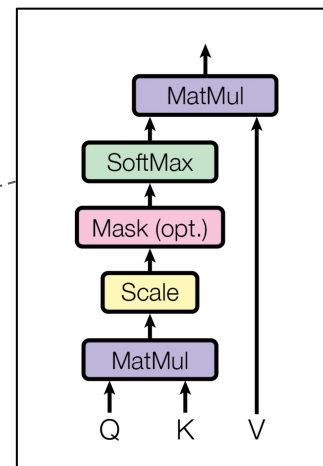 MatMul
SoftMax
Mask (opt.)
Scale
MatMul
Q K V